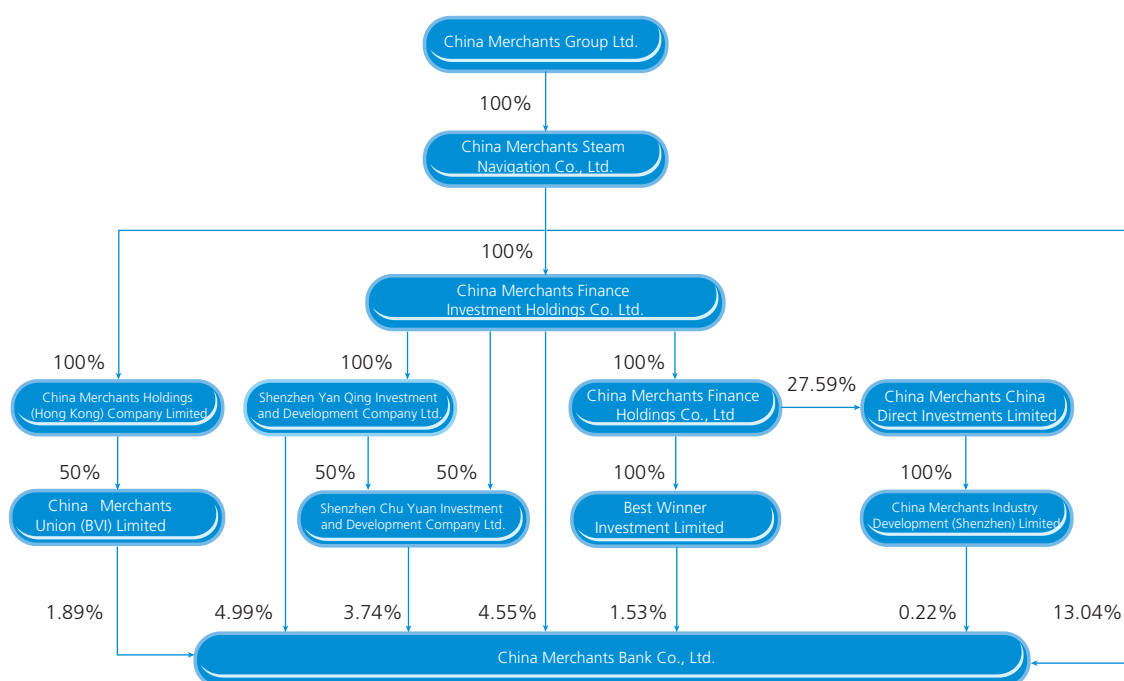 China Merchants Group Ltd.
100%
China Merchants Steam
Navigation Co., Ltd.
100%
China Merchants Finance
Investment Holdings Co. Ltd.
100%
100%
100%
China Merchants Holdings
(Hong Kong) Company Limited
Shenzhen Yan Qing Investment
and Development Company Ltd.
China Merchants Finance
Holdings Co., Ltd
27.59%
China Merchants China
Direct Investments Limited
50%
50%
50%
100%
100%
China Merchants
Union (BVI) Limited
Shenzhen Chu Yuan Investment
and Development Company Ltd.
Best Winner
Investment Limited
China Merchants Industry
Development (Shenzhen) Limited
1.89%
4.99%
3.74%
4.55%
1.53%
0.22%
13.04%
China Merchants Bank Co., Ltd.